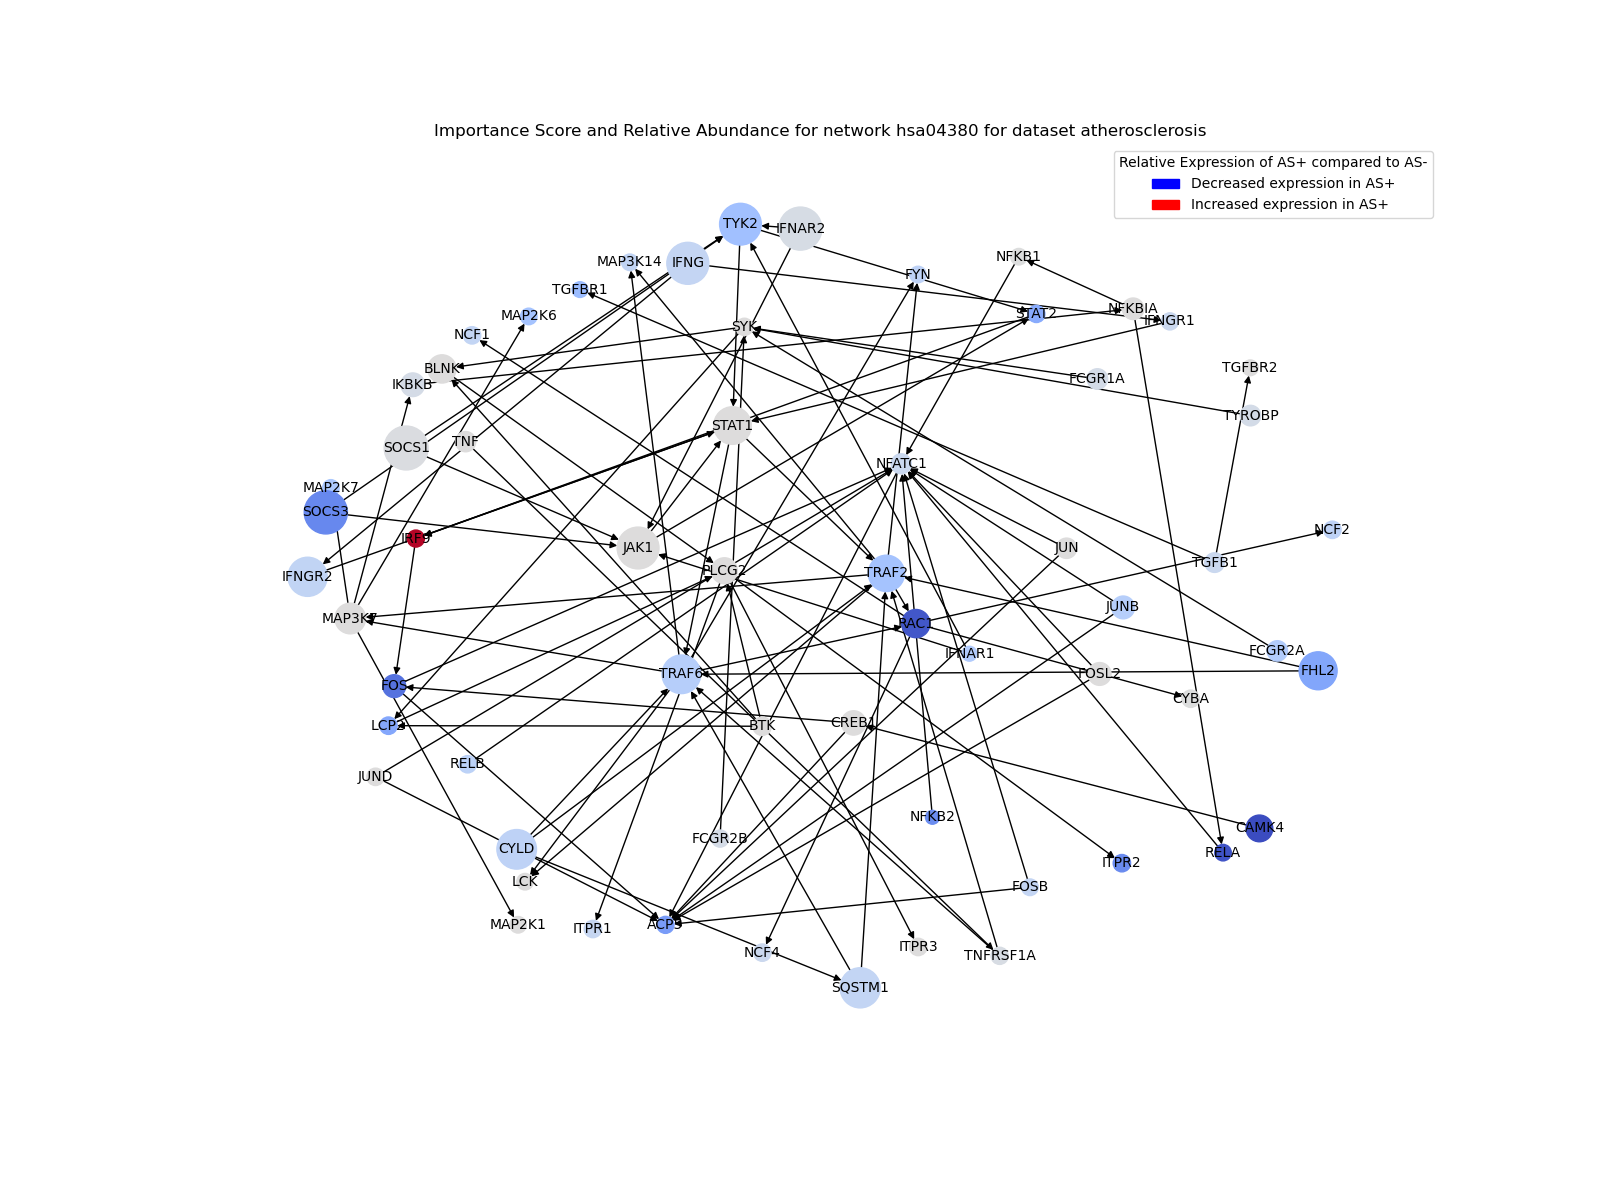 Importance Score and Relative Abundance for network hsa04380 for dataset atherosclerosis
Relative Expression of AS+ compared to AS-
Decreased expression in AS+
Increased expression in AS+
TYK2
IFNAR2
NFKB1
MAP3K14
IFNG
FYN
TGFBR1
NFKBIA
MAP2K6
STAT2
IFNGR1
SYK
NCF1
BLNK
TGFBR2
FCGR1A
IKBKB
TYROBP
STAT1
TNF
SOCS1
NFATC1
MAP2K7
SOCS3
NCF2
IRF9
JAK1
JUN
TGFB1
PLCG2
TRAF2
IFNGR2
JUNB
MAP3K7
RAC1
IFNAR1
FCGR2A
FHL2
TRAF6
FOSL2
FOS
CYBA
LCP2
BTK
CREB1
RELB
JUND
NFKB2
CAMK4
FCGR2B
CYLD
RELA
ITPR2
LCK
FOSB
MAP2K1
ITPR1
ACP5
ITPR3
NCF4
TNFRSF1A
SQSTM1